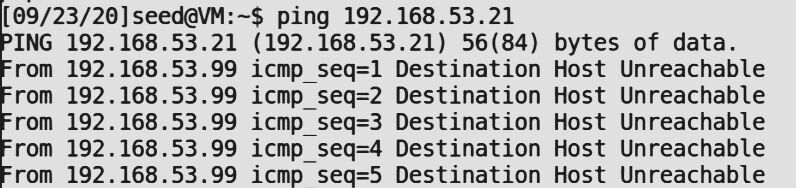 [09/23/20]seed@VM:~$ ping 192.168.53.21
PING 192.168.53.21 (192.168.53.21) 56(84) bytes of data.
From 192.168.53.99 icmp_seq=1 Destination Host Unreachable
From 192.168.53.99 icmp_seq=2 Destination Host Unreachable
From 192.168.53.99 icmp_seq=3 Destination Host Unreachable
From 192.168.53.99 icmp_seq=4 Destination Host Unreachable
From 192.168.53.99 icmp_seq=5 Destination Host Unreachable